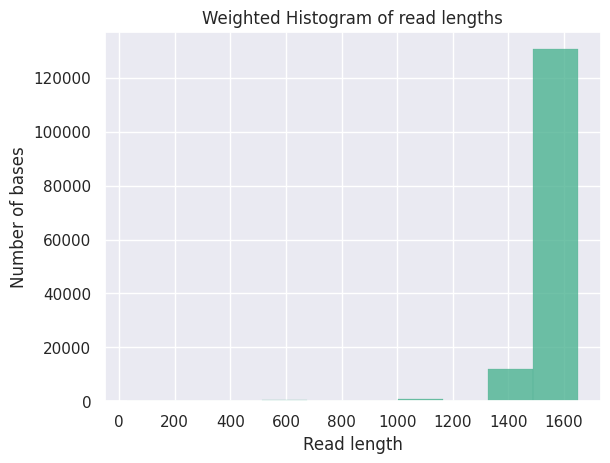 Weighted Histogram of read lengths
Number of bases
120000
100000
80000
60000
40000
20000
0
0 200 400 600 800 1000 1200 1400 1600
Read length